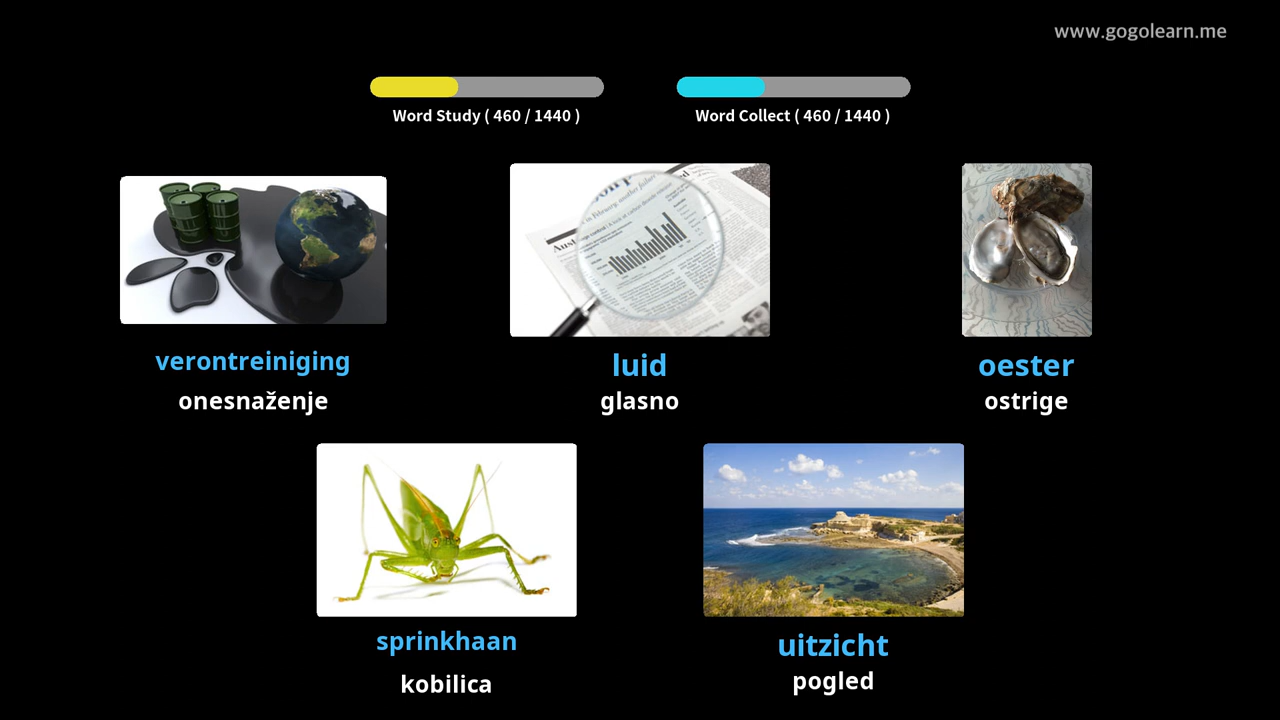 www.gogolearn.me
Word Study ( 460 / 1440 )
Word Collect ( 460 / 1440 )
verontreiniging
onesnaženje
luid
glasno
oester
ostrige
sprinkhaan
kobilica
uitzicht
pogled